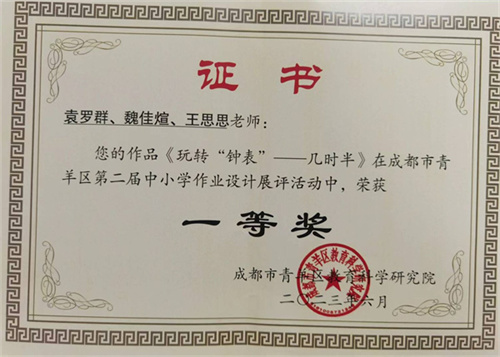 证书
袁罗群、魏佳煊、王思思老师：
您的作品《玩转“钟表”——几时半》在成都市青
羊区第二届中小学作业设计展评活动中，荣获
一等奖
成都市青羊区教育科学研究院
二〇二三年六月